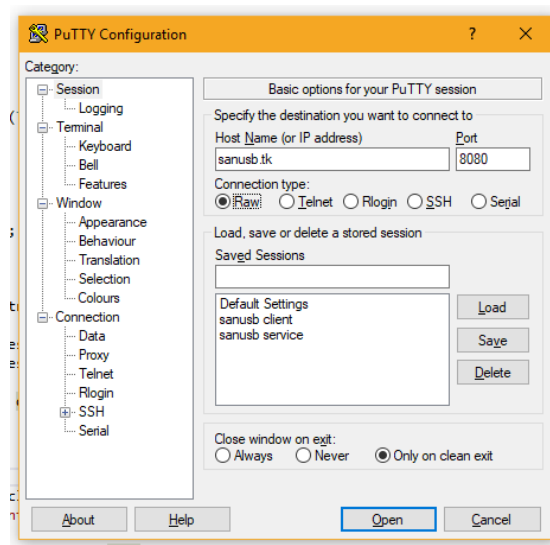 PuTTY Configuration ? ×
Category:
Session
Logging
Terminal
Keyboard
Bell
Features
Window
Appearance
Behaviour
Translation
Selection
Colours
Connection
Data
Proxy
Telnet
Rlogin
SSH
Serial
Basic options for your PuTTY session
Specify the destination you want to connect to
Host Name (or IP address) Port
sanusb.tk 8080
Connection type:
Raw Telnet Rlogin SSH Serial
Load, save or delete a stored session
Saved Sessions
Default Settings
sanusb client
sanusb service
Load
Save
Delete
Close window on exit:
Always Never Only on clean exit
About Help Open Cancel